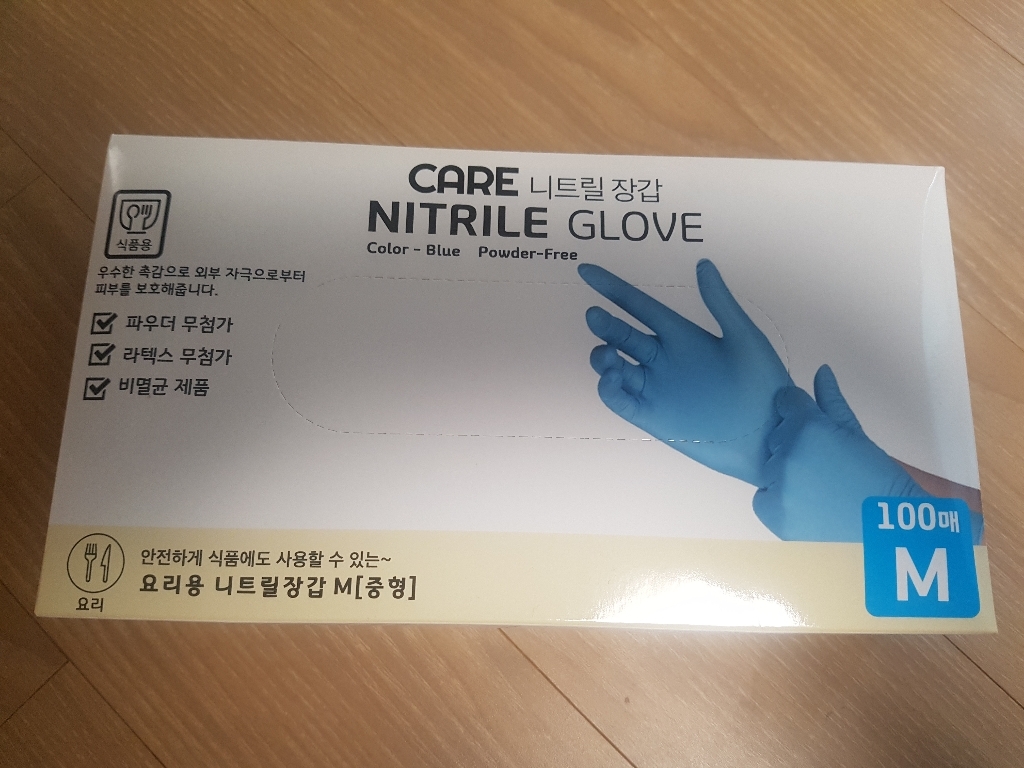 CARE 니트릴 장갑
NITRILE GLOVE
Color - Blue Powder-Free
식품용
우수한 촉감으로 외부 자극으로부터
피부를 보호해줍니다.
파우더 무첨가
라텍스 무첨가
비멸균 제품
100매
M
요리
안전하게 식품에도 사용할 수 있는~
요리용 니트릴장갑 M[중형]